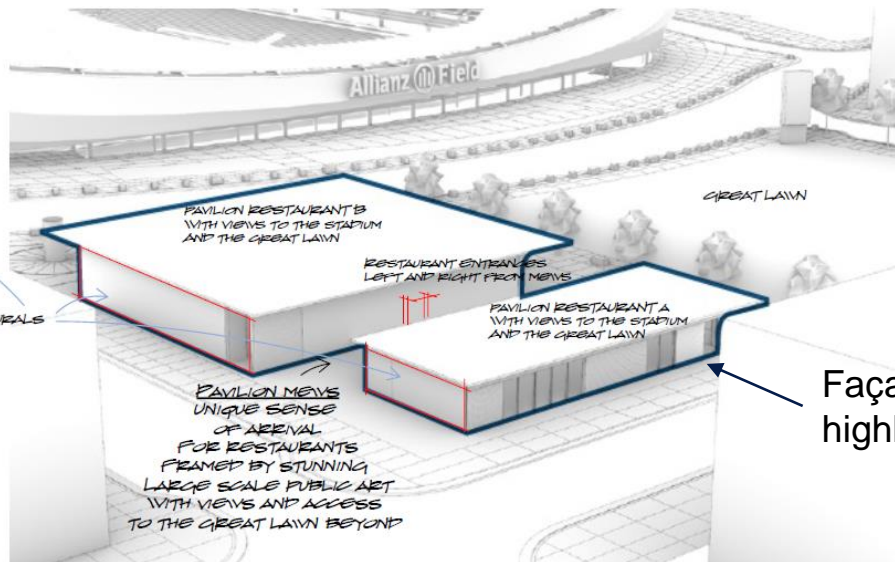 Allianz Field
GREAT LAWN
PAVILION RESTAURANT B
WITH VIEWS TO THE STADIUM
AND THE GREAT LAWN
RESTAURANT ENTRANCES
LEFT AND RIGHT FROM MEWS
PAVILION RESTAURANT A
WITH VIEWS TO THE STADIUM
AND THE GREAT LAWN
URALS
PAVILION MEWS
UNIQUE SENSE
OF ARRIVAL
FOR RESTAURANTS
FRAMED BY STUNNING
LARGE SCALE PUBLIC ART
WITH VIEWS AND ACCESS
TO THE GREAT LAWN BEYOND
Faça
highl